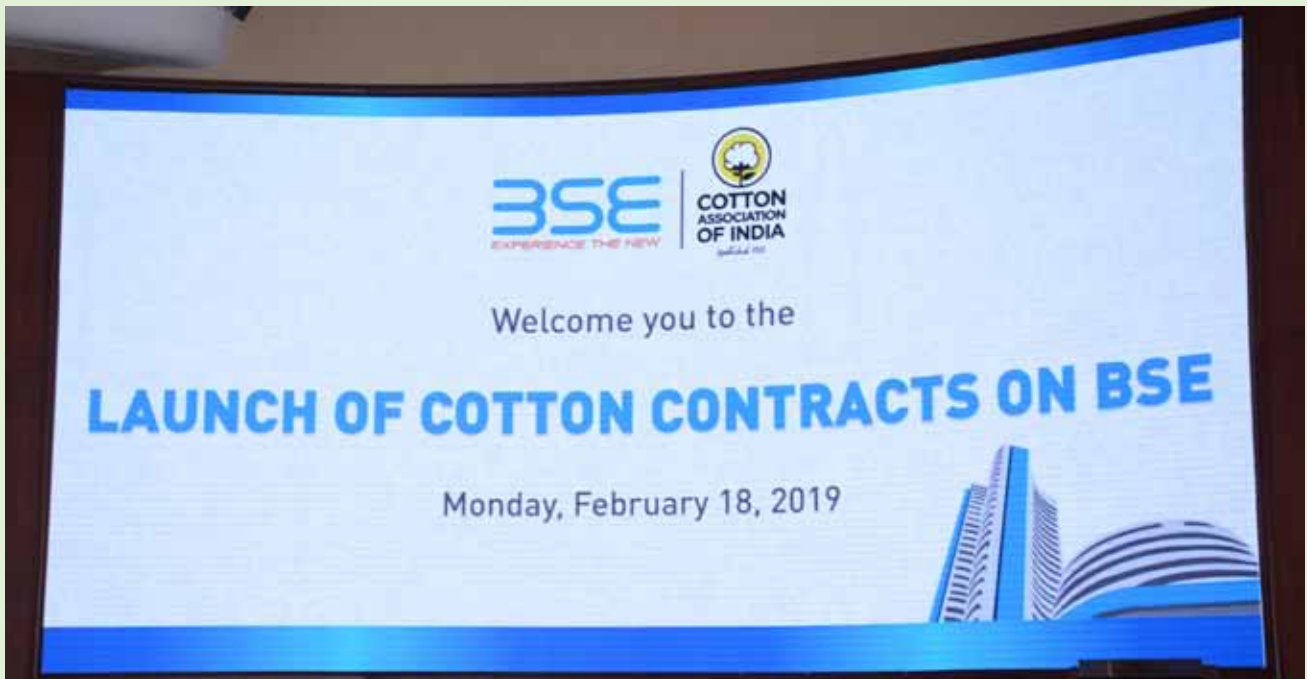 BSE
EXPERIENCE THE NEW
COTTON
ASSOCIATION
OF INDIA
Welcome you to the
LAUNCH OF COTTON CONTRACTS ON BSE
Monday, February 18, 2019